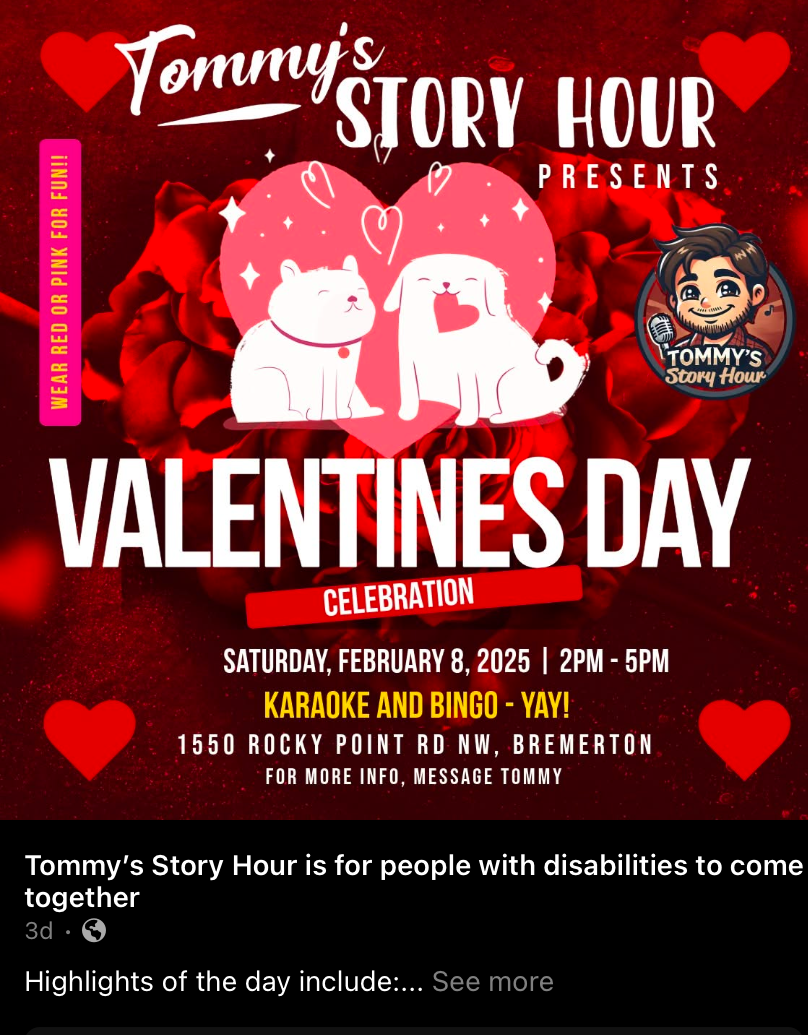 Tommy's
STORY HOUR
PRESENTS
WEAR RED OR PINK FOR FUN!!
TOMMY'S
Story Hour
VALENTINES DAY
CELEBRATION
SATURDAY, FEBRUARY 8, 2025 | 2PM - 5PM
KARAOKE AND BINGO - YAY!
1550 ROCKY POINT RD NW, BREMERTON
FOR MORE INFO, MESSAGE TOMMY
Tommy’s Story Hour is for people with disabilities to come
together
3d ·
Highlights of the day include:... See more